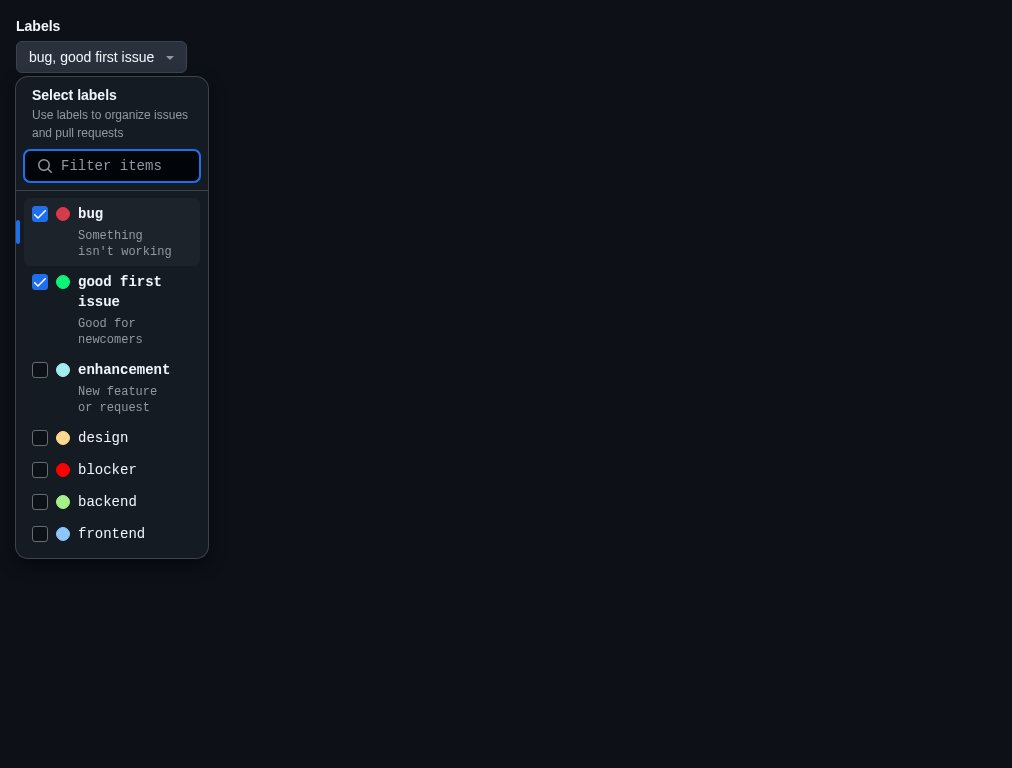 Labels
bug, good first issue
Select labels
Use labels to organize issues
and pull requests
Filter items
bug
Something
isn't working
good first
issue
Good for
newcomers
enhancement
New feature
or request
design
blocker
backend
frontend